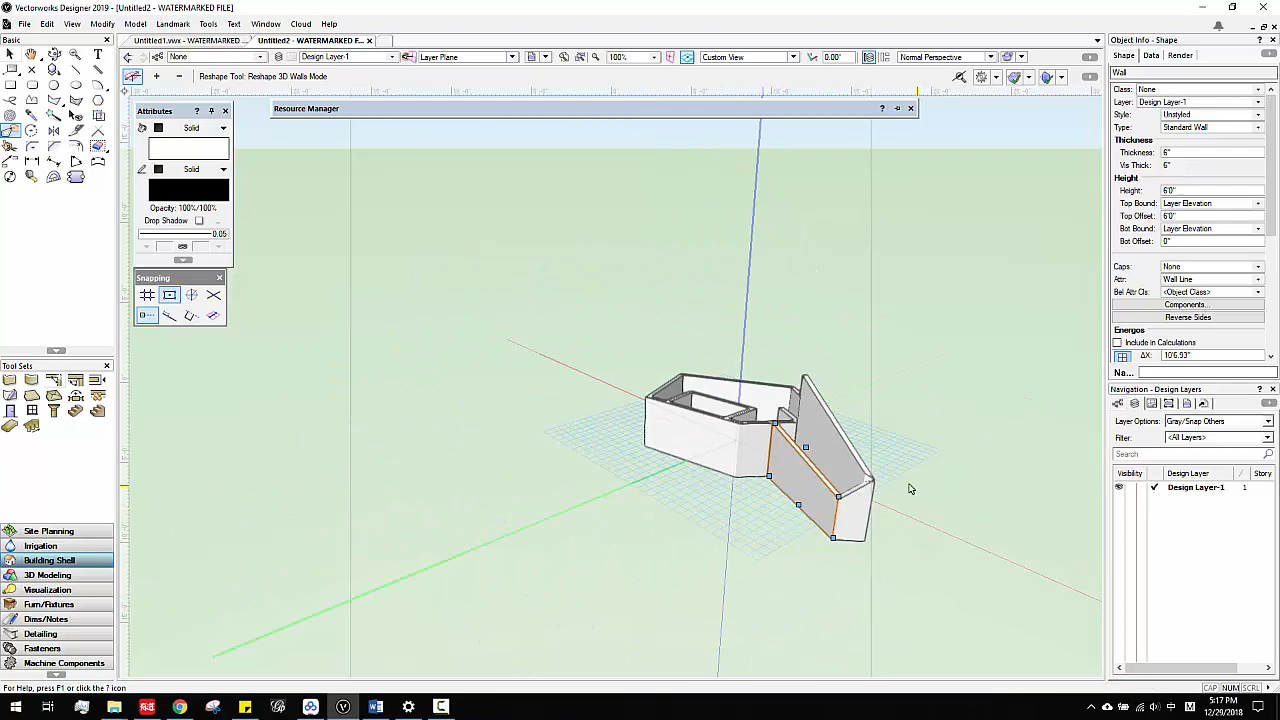 Vectorworks Designer 2019 - [Untitled2 - WATERMARKED FILE]
File Edit View Modify Model Landmark Tools Text Window Cloud Help
Basic
Untitled1.vwx - WATERMARKED ...
Untitled2 - WATERMARKED F...
None
Design Layer-1
Layer Plane
100%
Custom View
0.00°
Normal Perspective
Reshape Tool: Reshape 3D Walls Mode
Attributes
Solid
Solid
Opacity: 100%/100%
Drop Shadow
0.05
Snapping
Resource Manager
Tool Sets
Site Planning
Irrigation
Building Shell
3D Modeling
Visualization
Furn/Fixtures
Dims/Notes
Detailing
Fasteners
Machine Components
For Help, press F1 or click the ? icon
Object Info - Shape
Shape Data Render
Wall
Class: None
Layer: Design Layer-1
Style: Unstyled
Type: Standard Wall
Thickness
Thickness: 6"
Vis Thick: 6"
Height
Height: 6'0"
Top Bound: Layer Elevation
Top Offset: 6'0"
Bot Bound: Layer Elevation
Bot Offset: 0"
Caps: None
Attr: Wall Line
Bel Attr Cls: <Object Class>
Components...
Reverse Sides
Energos
Include in Calculations
ΔX: 10'6.93"
Na...
Navigation - Design Layers
Layer Options: Gray/Snap Others
Filter: <All Layers>
Search
Visibility Design Layer / Story
Design Layer-1 1
CAP NUM SCRL
5:17 PM
12/29/2018